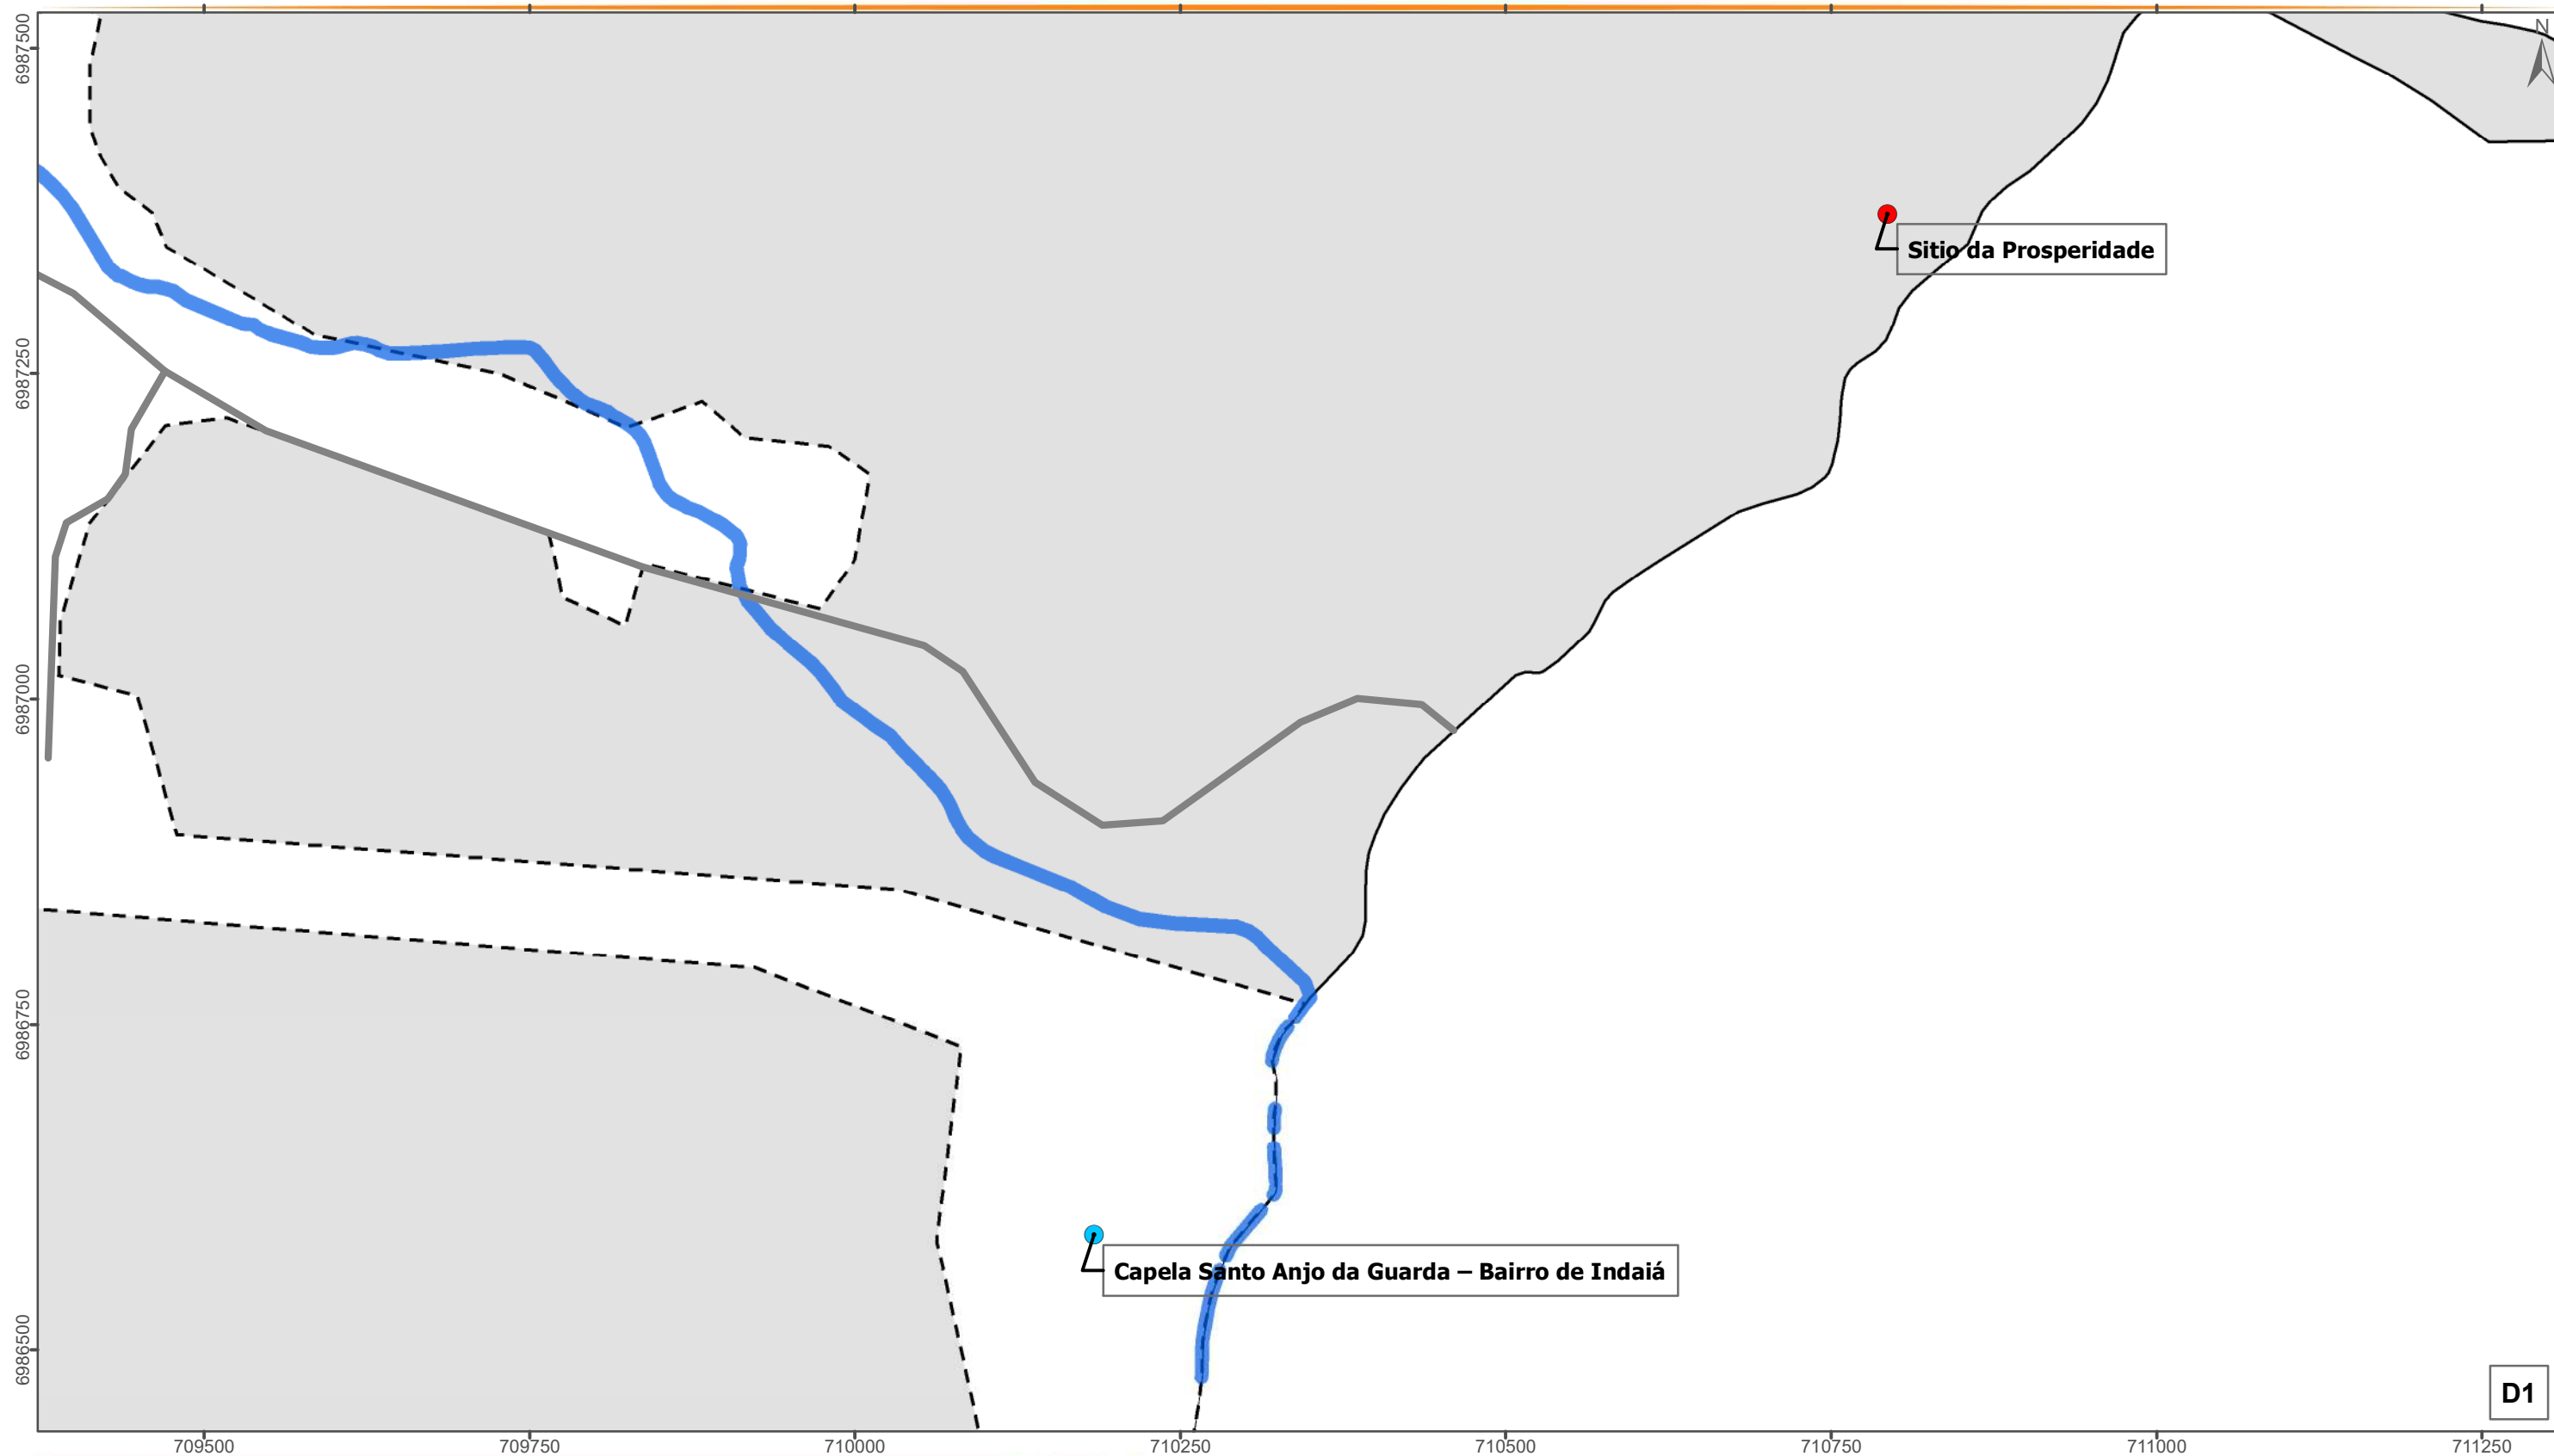 N
6987500
Sitio da Prosperidade
6987250
6987000
6986750
Capela Santo Anjo da Guarda – Bairro de Indaiá
6986500
D1
709500 709750 710000 710250 710500 710750 711000 711250